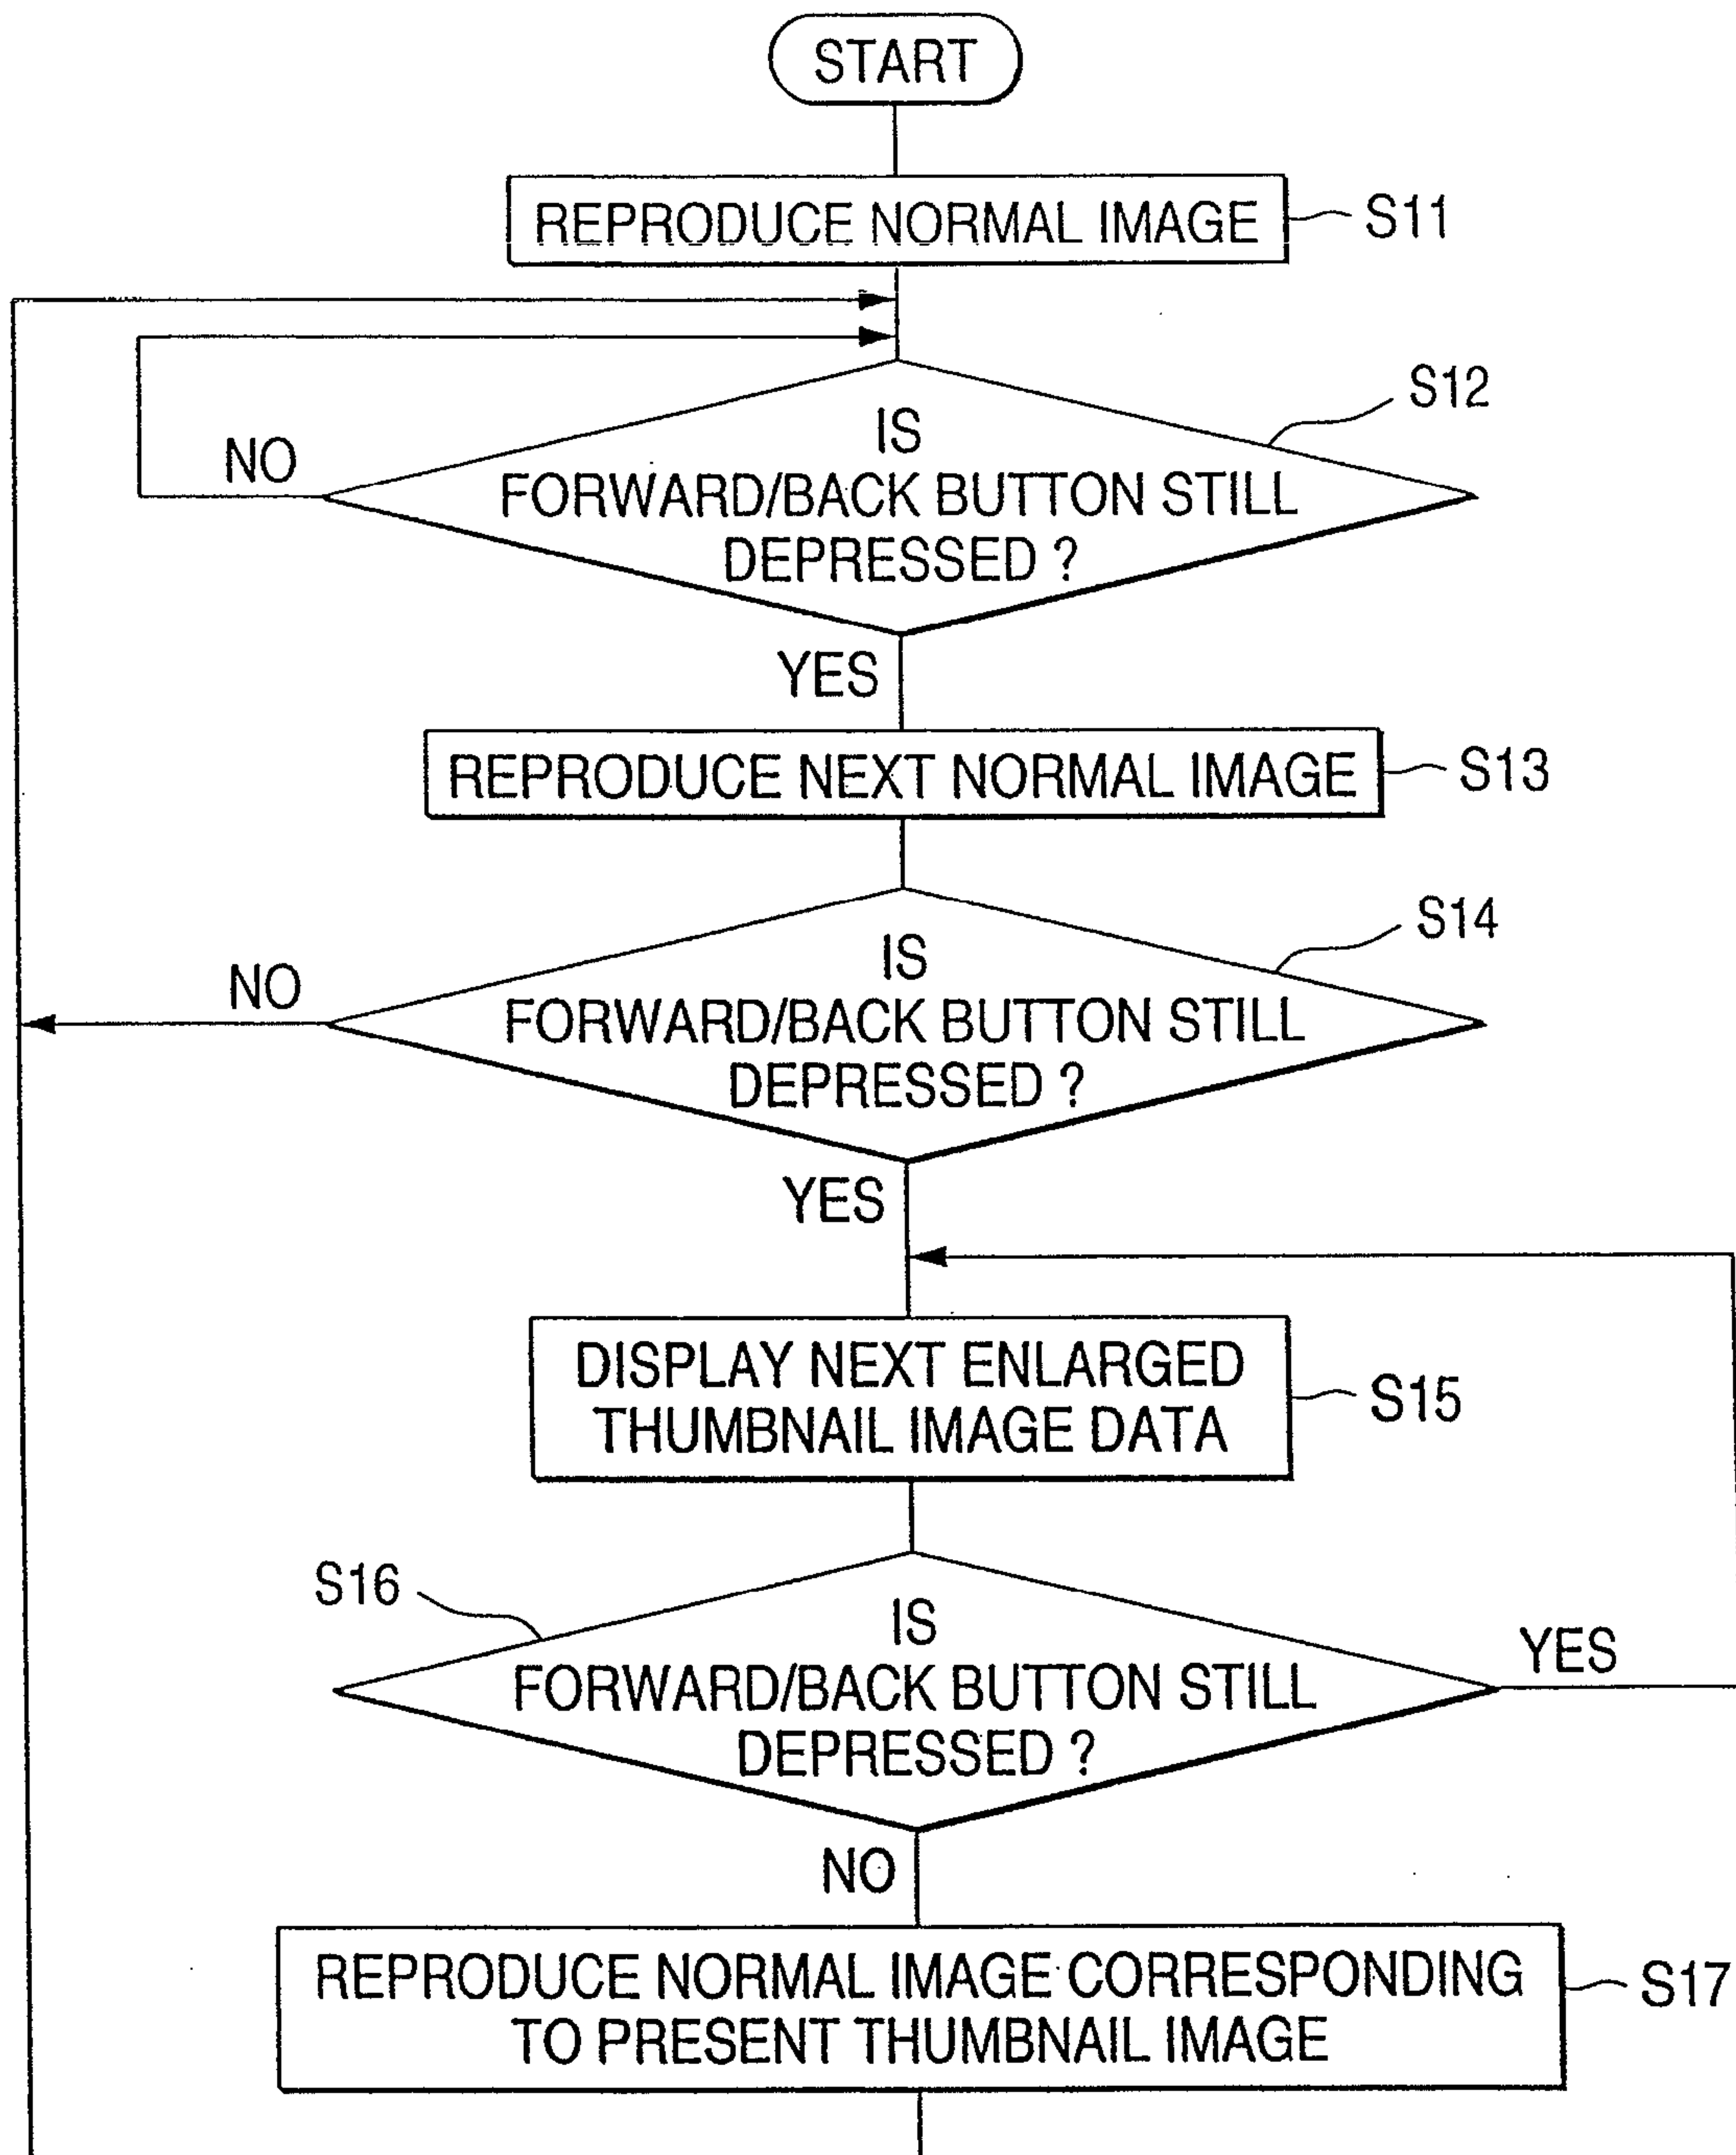 START
REPRODUCE NORMAL IMAGE
S11
S12
IS
FORWARD/BACK BUTTON STILL
DEPRESSED ?
NO
YES
REPRODUCE NEXT NORMAL IMAGE
S13
S14
IS
FORWARD/BACK BUTTON STILL
DEPRESSED ?
NO
YES
DISPLAY NEXT ENLARGED
THUMBNAIL IMAGE DATA
S15
S16
IS
FORWARD/BACK BUTTON STILL
DEPRESSED ?
YES
NO
REPRODUCE NORMAL IMAGE CORRESPONDING
TO PRESENT THUMBNAIL IMAGE
S17